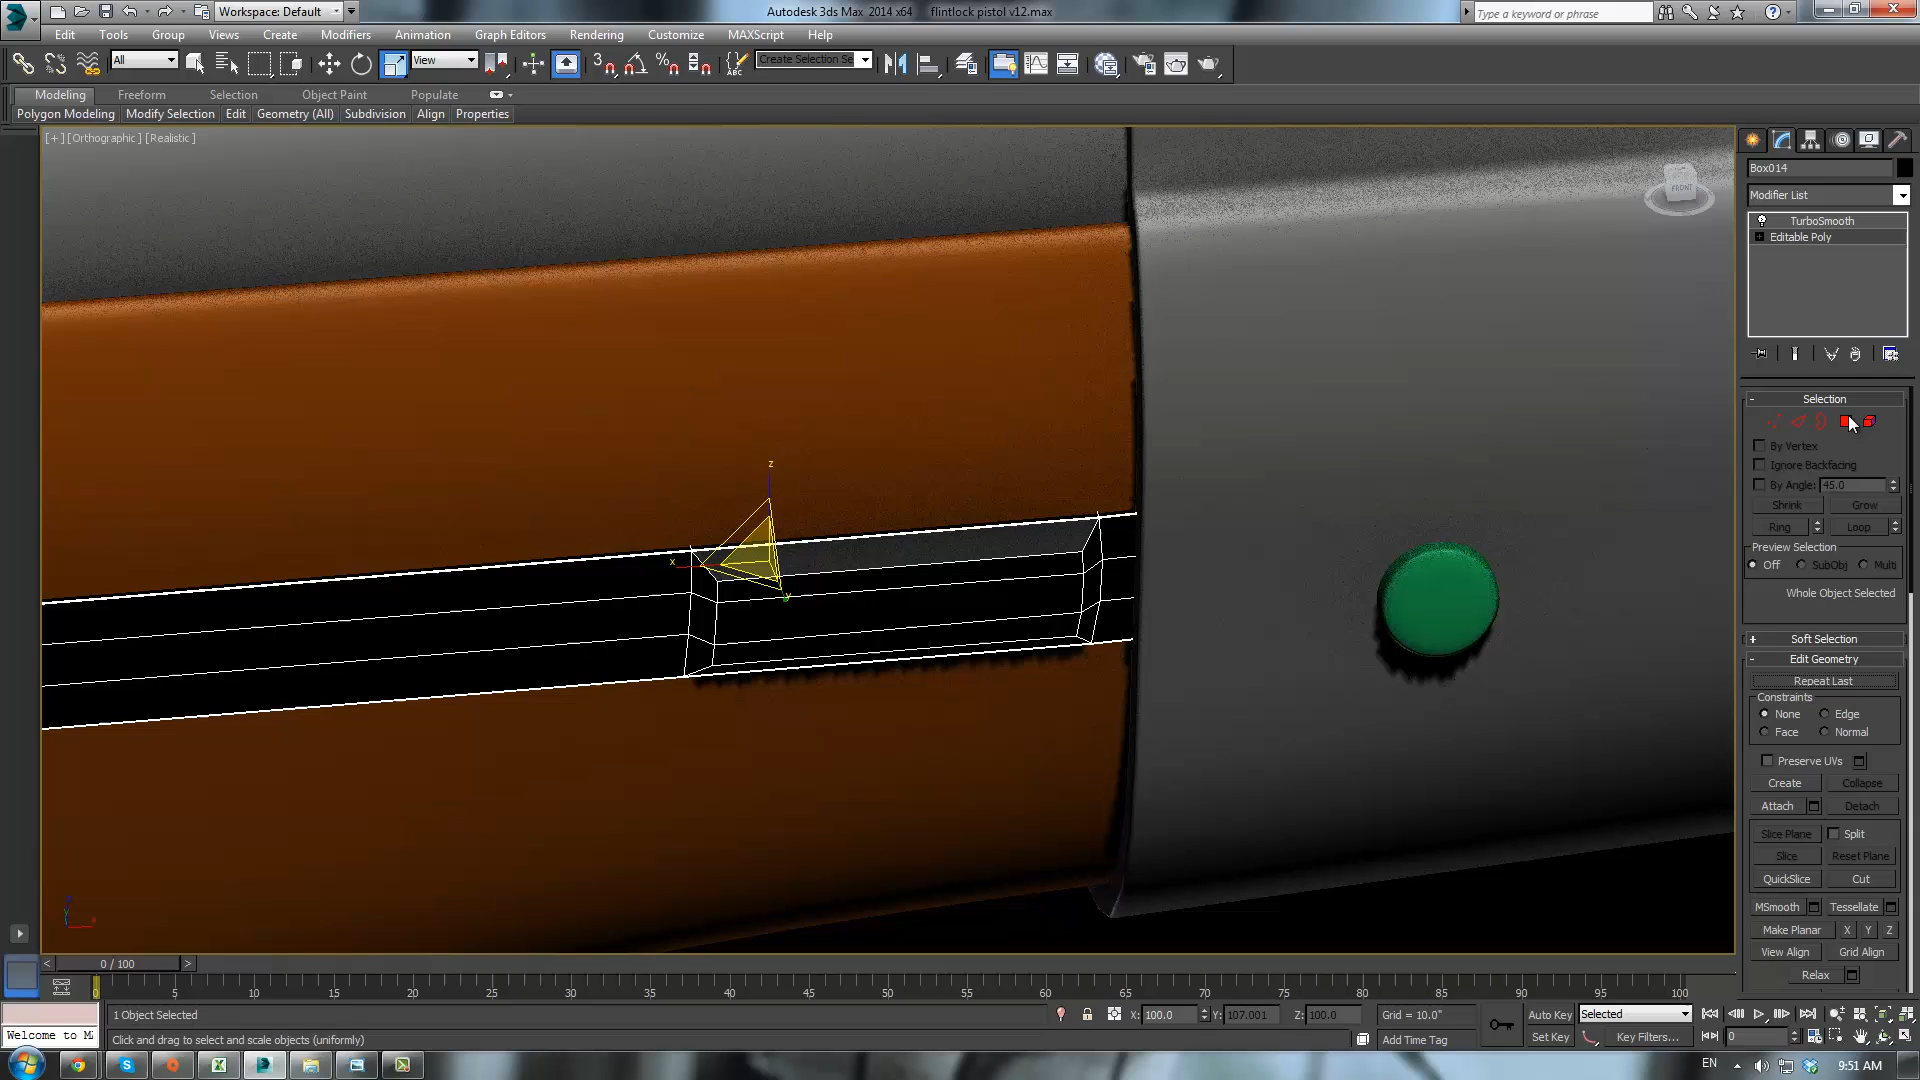 Workspace: Default
Autodesk 3ds Max 2014 x64 flintlock pistol v12.max
Type a keyword or phrase
Edit Tools Group Views Create Modifiers Animation Graph Editors Rendering Customize MAXScript Help
All View Create Selection Se
Modeling Freeform Selection Object Paint Populate
Polygon Modeling Modify Selection Edit Geometry (All) Subdivision Align Properties
[+] [Orthographic] [Realistic]
FRONT
z
x
y
Box014
Modifier List
TurboSmooth
Editable Poly
- Selection
By Vertex
Ignore Backfacing
By Angle: 45.0
Shrink Grow
Ring Loop
Preview Selection
Off SubObj Multi
Whole Object Selected
+ Soft Selection
- Edit Geometry
Repeat Last
Constraints
None Edge
Face Normal
Preserve UVs
Create Collapse
Attach Detach
Slice Plane Split
Slice Reset Plane
QuickSlice Cut
MSmooth Tessellate
Make Planar X Y Z
View Align Grid Align
Relax
< 0 / 100 >
0 5 10 15 20 25 30 35 40 45 50 55 60 65 70 75 80 85 90 95 100
1 Object Selected X: 100.0 Y: 107.001 Z: 100.0 Grid = 10.0" Auto Key Selected
Welcome to Mi Click and drag to select and scale objects (uniformly) Add Time Tag Set Key Key Filters... 0
EN 9:51 AM